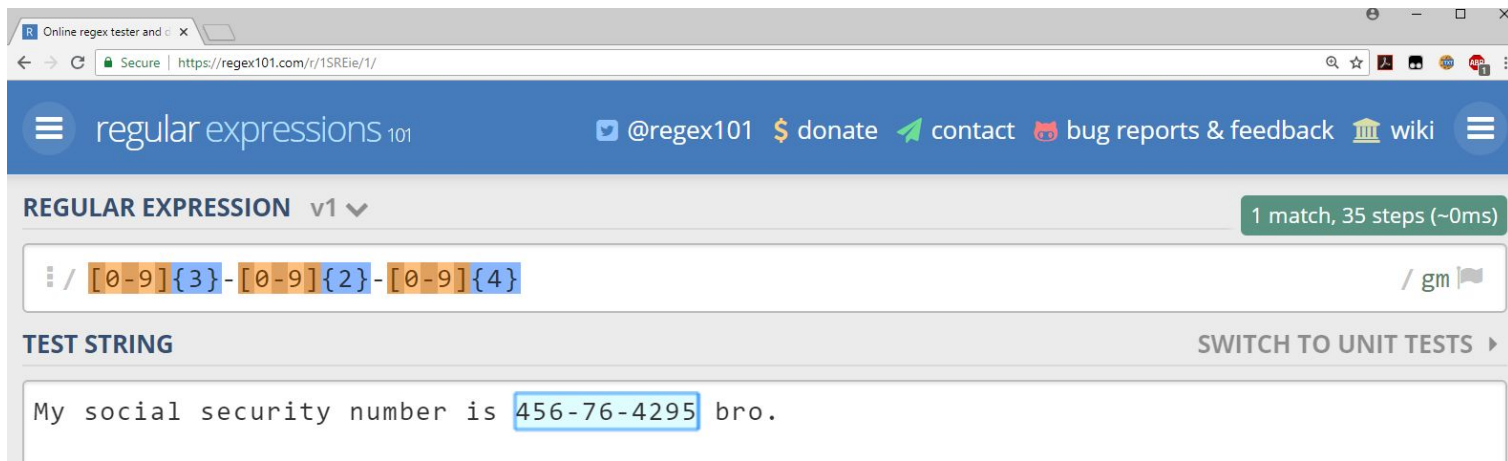 R Online regex tester and d
Secure | https://regex101.com/r/1SREie/1/
ABP 1
regular expressions 101 @regex101 $ donate contact bug reports & feedback wiki
REGULAR EXPRESSION v1
1 match, 35 steps (~0ms)
/ [0-9]{3}-[0-9]{2}-[0-9]{4} / gm
TEST STRING SWITCH TO UNIT TESTS
My social security number is 456-76-4295 bro.